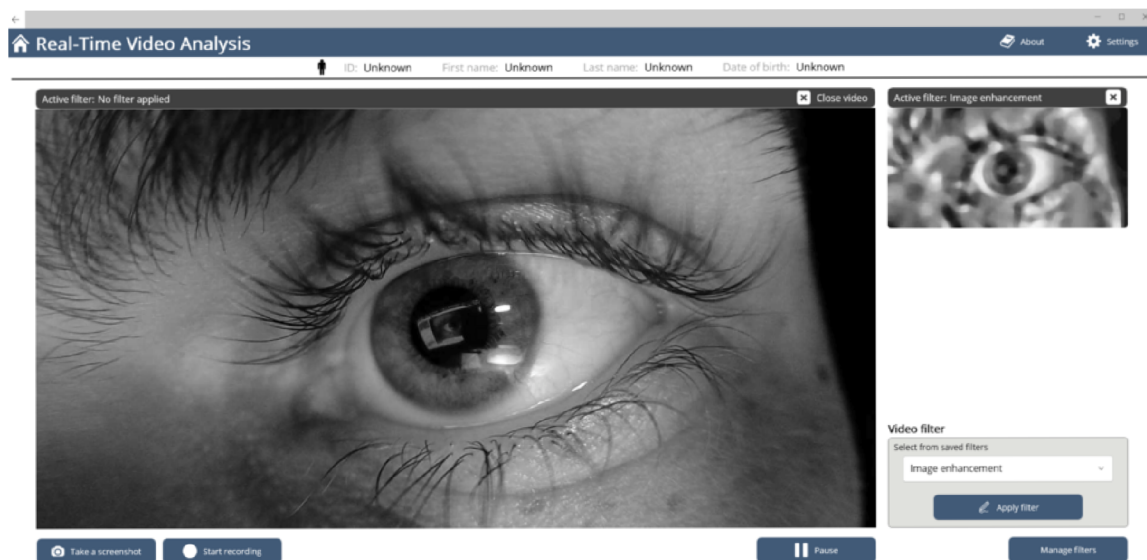 Real-Time Video Analysis
About
Settings
ID: Unknown
First name: Unknown
Last name: Unknown
Date of birth: Unknown
Active filter: No filter applied
Close video
Active filter: Image enhancement
Video filter
Select from saved filters
Image enhancement
Apply filter
Take a screenshot
Start recording
Pause
Manage filters